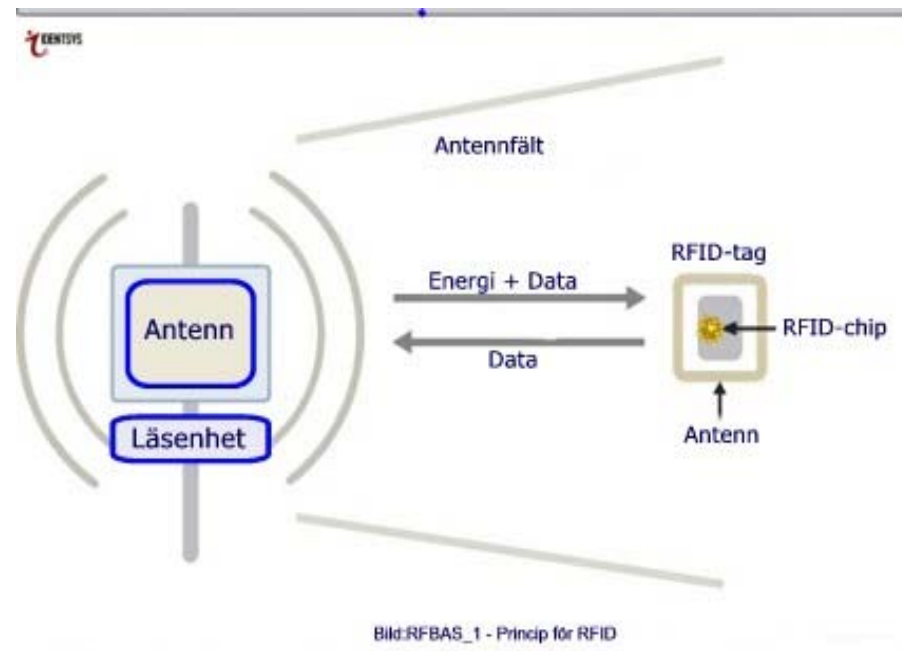 IDENTSYS
Antennfält
RFID-tag
Energi + Data
Antenn
RFID-chip
Data
Läsenhet
Antenn
Bild:RFBAS_1 - Princip för RFID